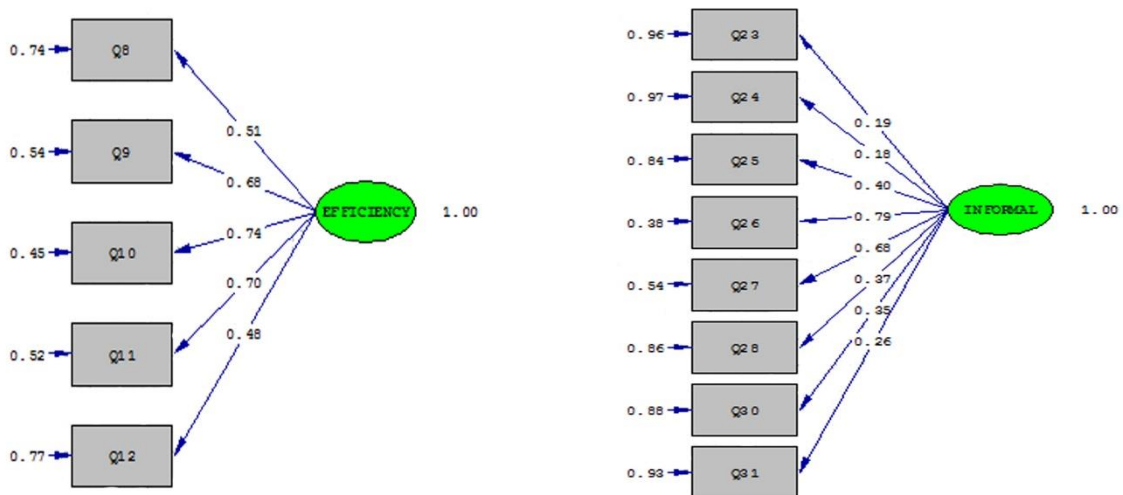 0.74
Q8
0.51
0.54
Q9
0.68
EFFICIENCY
1.00
0.45
Q10
0.74
0.70
0.52
Q11
0.48
0.77
Q12
0.96
Q23
0.19
0.97
Q24
0.18
0.84
Q25
0.40
0.38
Q26
0.79
INFORMAL
1.00
0.68
0.54
Q27
0.37
0.35
0.86
Q28
0.26
0.88
Q30
0.93
Q31